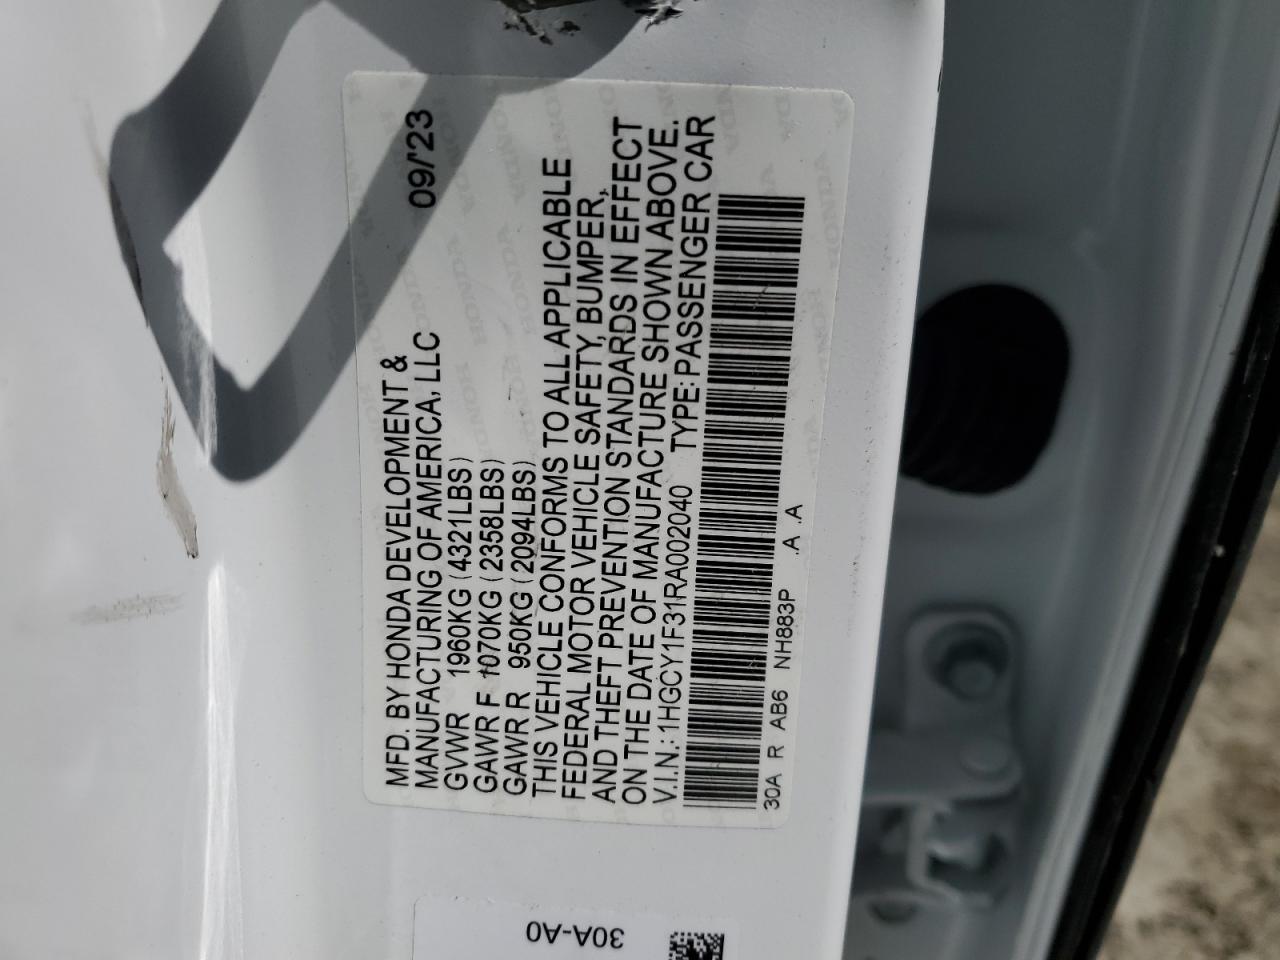 MFD. BY HONDA DEVELOPMENT &
MANUFACTURING OF AMERICA, LLC 09/'23
GVWR 1960KG (4321LBS)
GAWR F 1070KG (2358LBS)
GAWR R 950KG (2094LBS)
THIS VEHICLE CONFORMS TO ALL APPLICABLE
FEDERAL MOTOR VEHICLE SAFETY, BUMPER,
AND THEFT PREVENTION STANDARDS IN EFFECT
ON THE DATE OF MANUFACTURE SHOWN ABOVE.
V.I.N.: 1HGCY1F31RA002040 TYPE: PASSENGER CAR
30A R AB6 NH883P .A .A
30A-A0